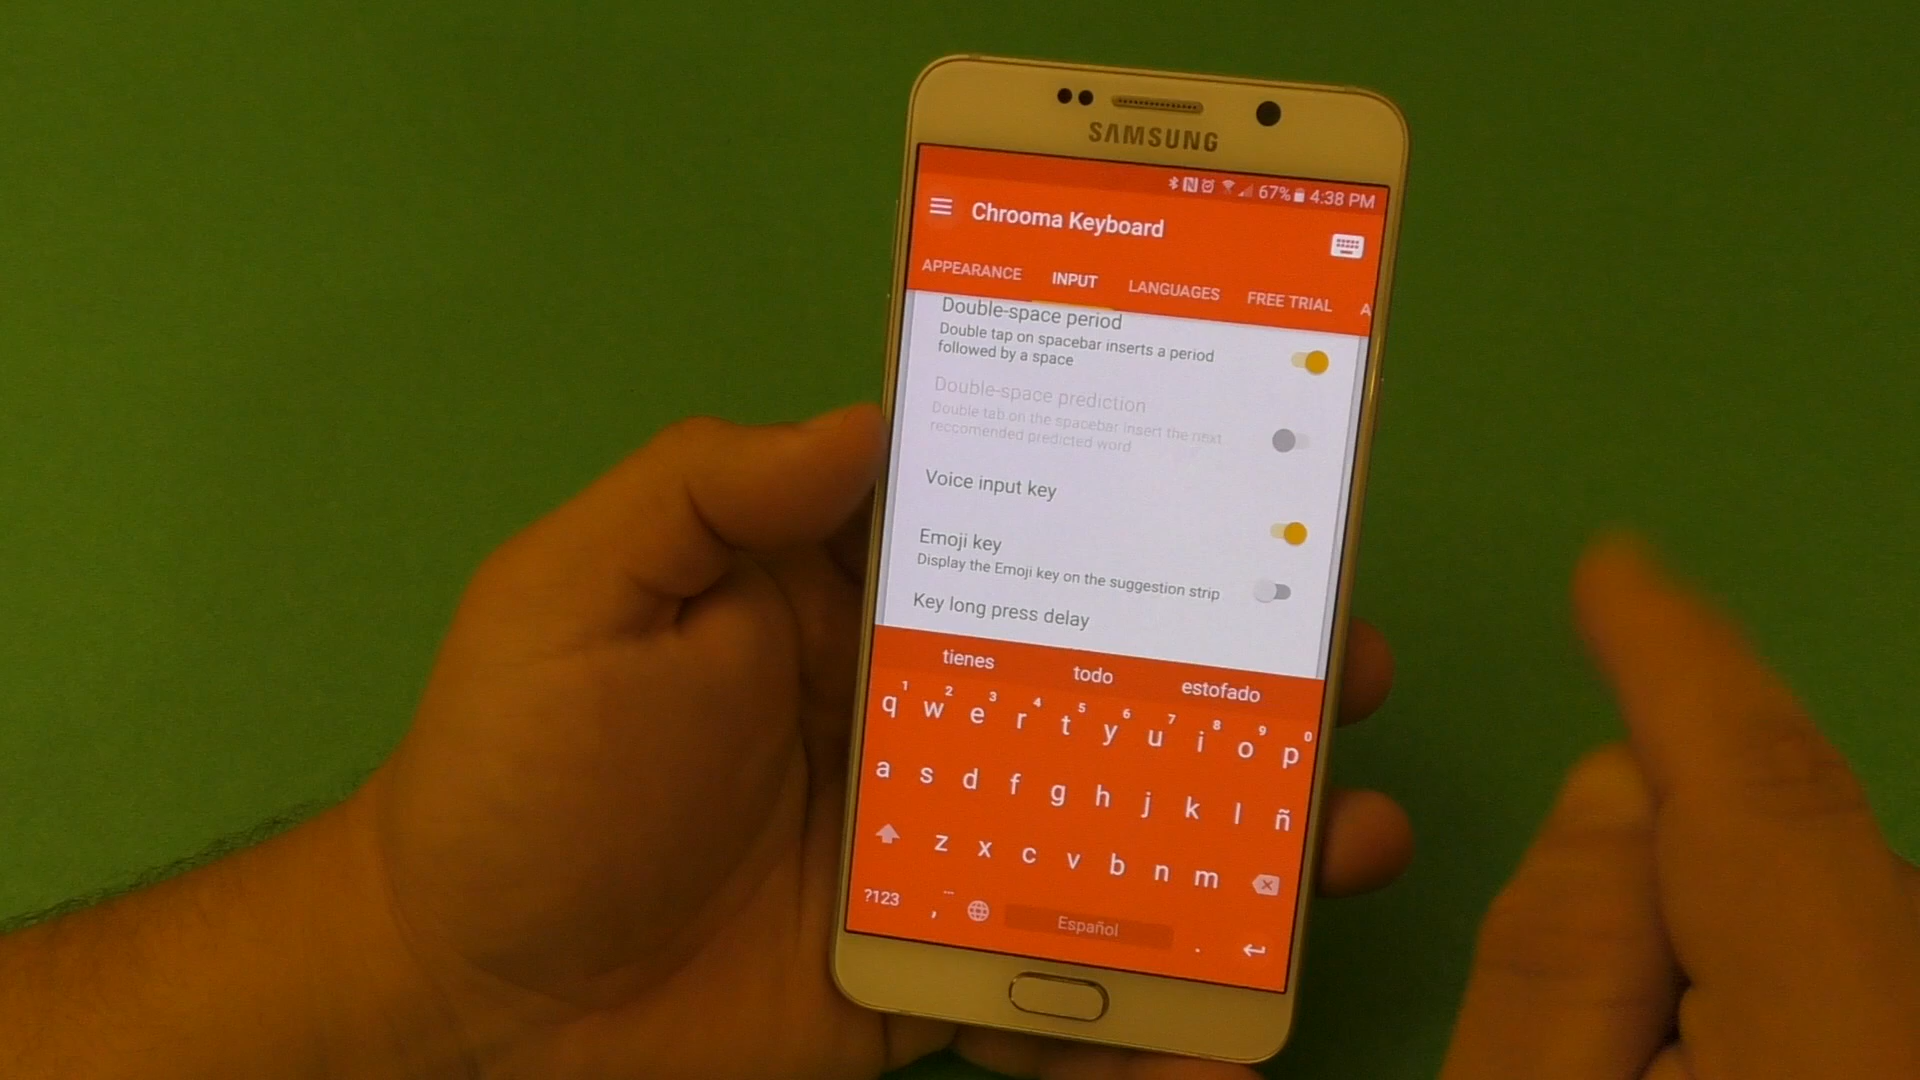 SAMSUNG
67% 4:38 PM
Chrooma Keyboard
APPEARANCE INPUT LANGUAGES FREE TRIAL A
Double-space period
Double tap on spacebar inserts a period
followed by a space
Double-space prediction
Double tab on the spacebar insert the next
reccomended predicted word
Voice input key
Emoji key
Display the Emoji key on the suggestion strip
Key long press delay
tienes todo estofado
1 2 3 4 5 6 7 8 9 0
q w e r t y u i o p
a s d f g h j k l ñ
z x c v b n m
?123 , Español .